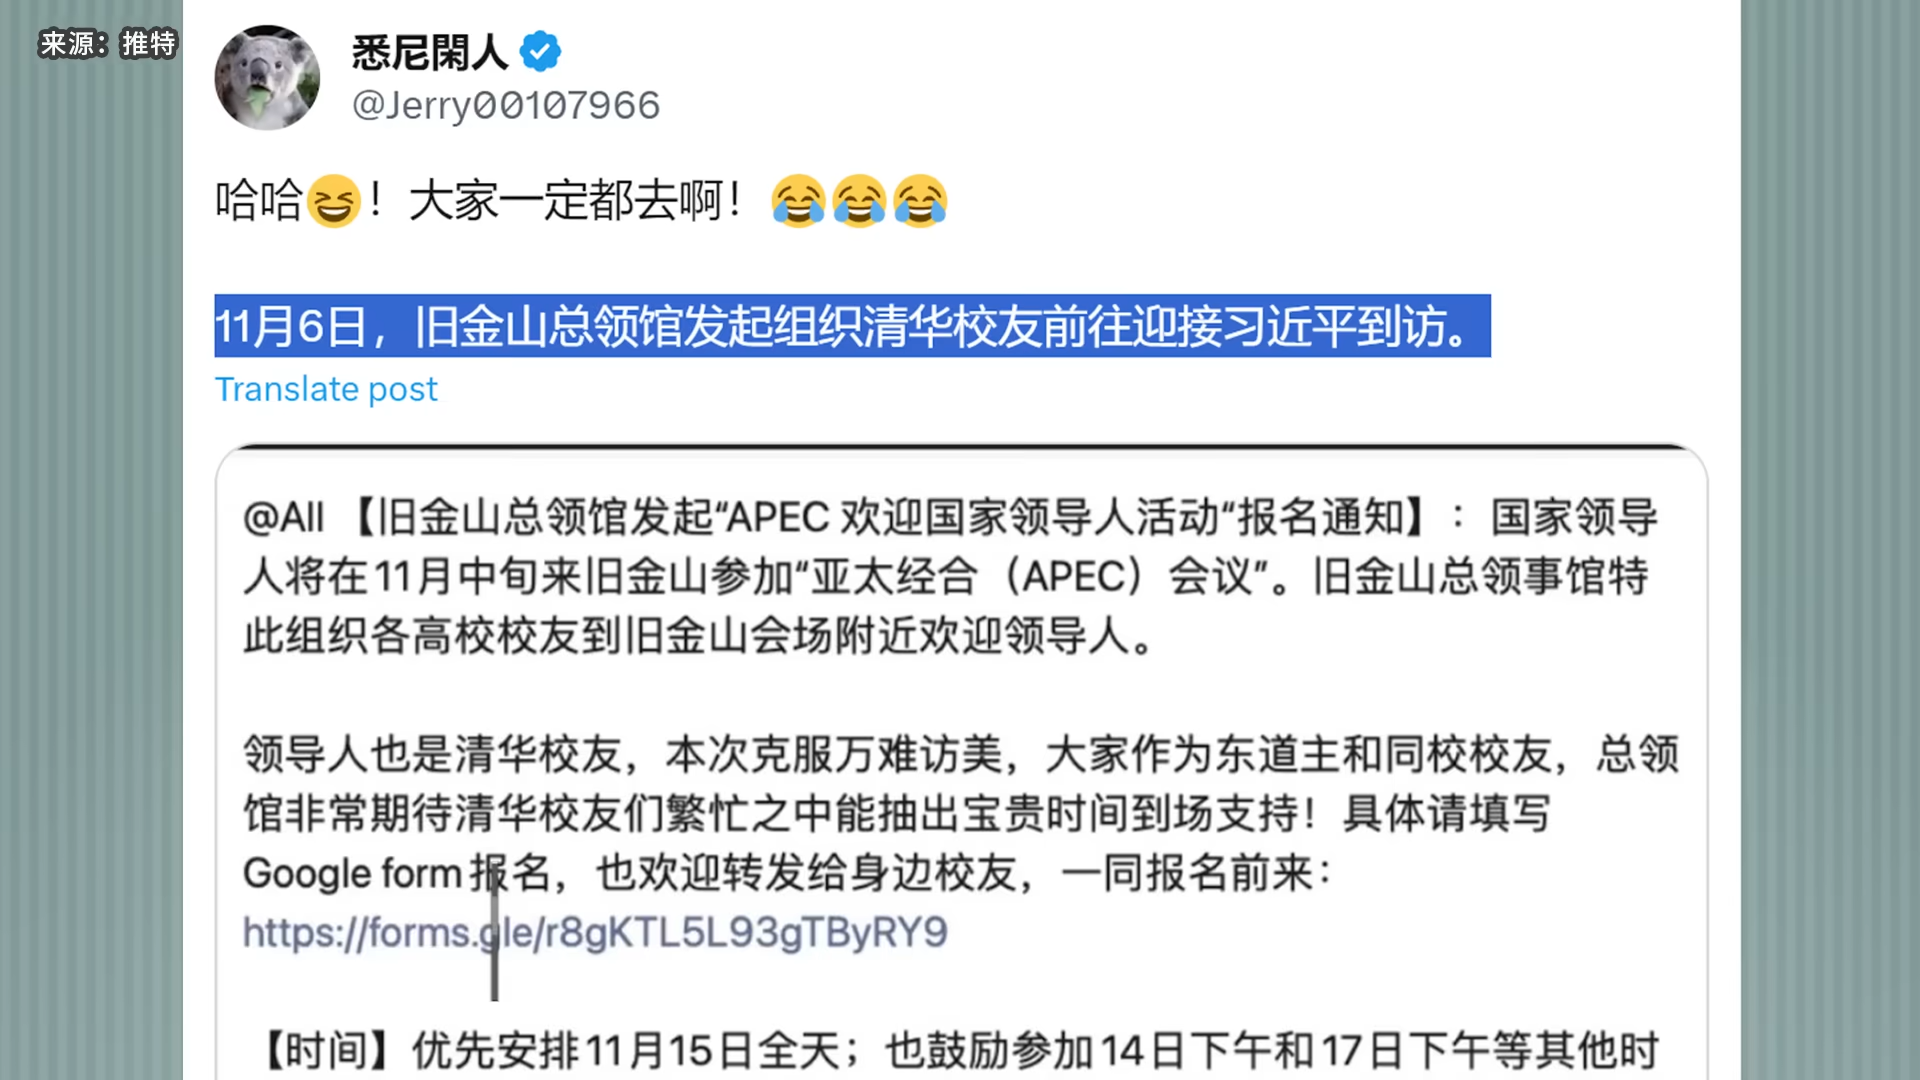 来源：推特
悉尼閑人
@Jerry00107966
哈哈😆！大家一定都去啊！😂😂😂
11月6日，旧金山总领馆发起组织清华校友前往迎接习近平到访。
Translate post
@All 【旧金山总领馆发起“APEC 欢迎国家领导人活动“报名通知】：国家领导
人将在11月中旬来旧金山参加“亚太经合（APEC）会议”。旧金山总领事馆特
此组织各高校校友到旧金山会场附近欢迎领导人。
领导人也是清华校友，本次克服万难访美，大家作为东道主和同校校友，总领
馆非常期待清华校友们繁忙之中能抽出宝贵时间到场支持！具体请填写
Google form报名，也欢迎转发给身边校友，一同报名前来：
https://forms.gle/r8gKTL5L93gTByRY9
【时间】优先安排11月15日全天；也鼓励参加14日下午和17日下午等其他时